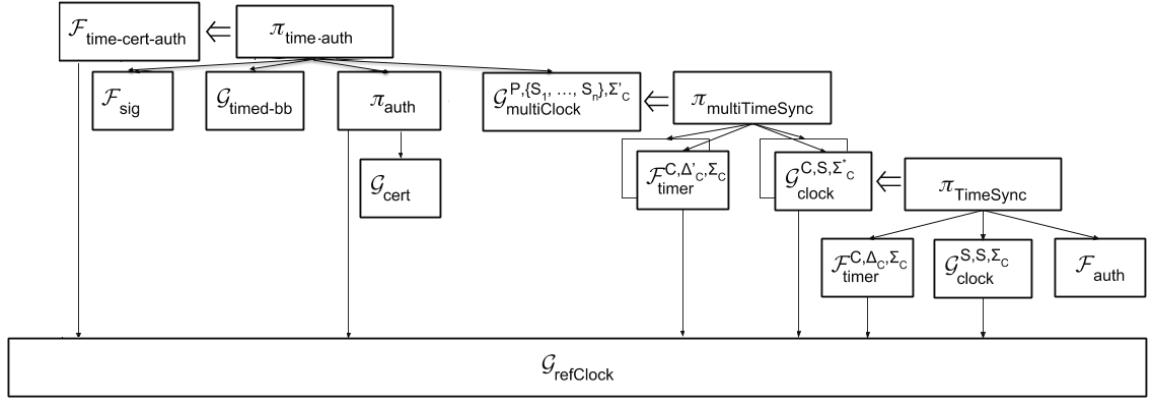 ℱtime-cert-auth ⇐ πtime-auth
ℱsig
𝒢timed-bb
πauth
𝒢multiClock^P,{S1, …, Sn},Σ'C ⇐ πmultiTimeSync
𝒢cert
ℱtimer^C,Δ'C,ΣC
𝒢clock^C,S,Σ*C ⇐ πTimeSync
ℱtimer^C,ΔC,ΣC
𝒢clock^S,S,ΣC
ℱauth
𝒢refClock